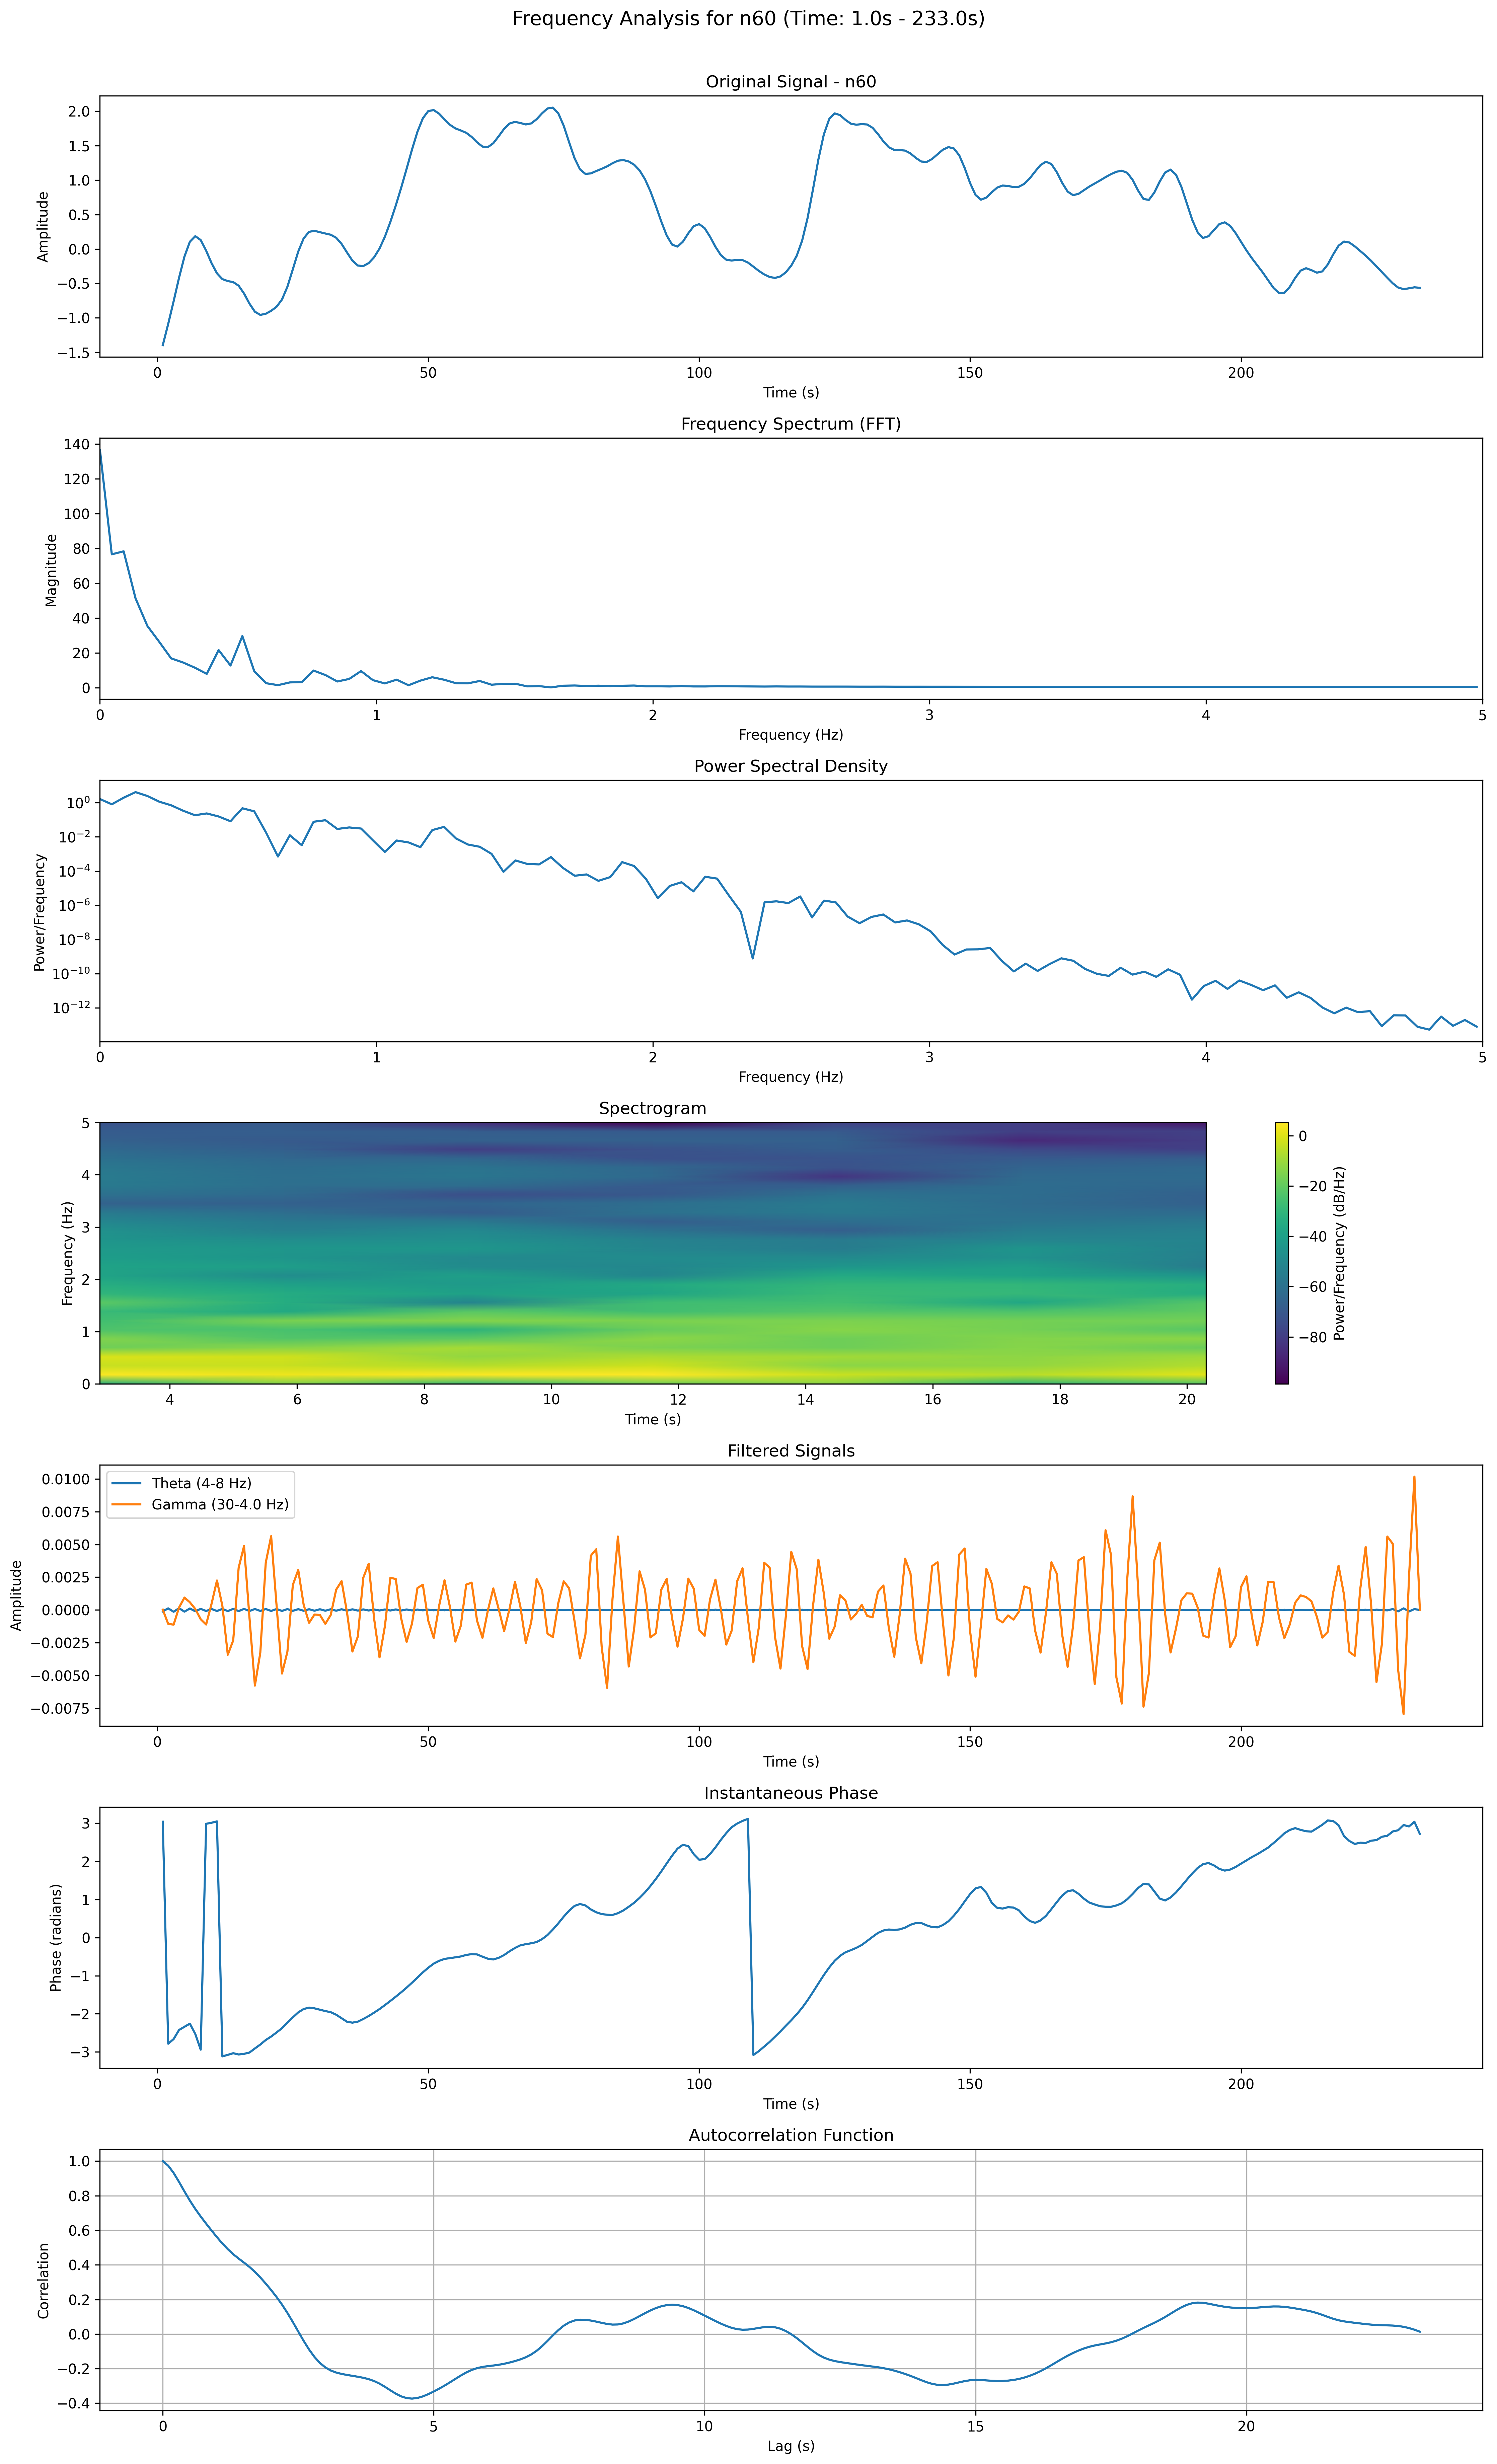 Frequency Analysis for n60 (Time: 1.0s - 233.0s)
Original Signal - n60
Amplitude
2.0
1.5
1.0
0.5
0.0
−0.5
−1.0
−1.5
0 50 100 150 200
Time (s)
Frequency Spectrum (FFT)
Magnitude
140
120
100
80
60
40
20
0
0 1 2 3 4 5
Frequency (Hz)
Power Spectral Density
Power/Frequency
10⁰
10⁻²
10⁻⁴
10⁻⁶
10⁻⁸
10⁻¹⁰
10⁻¹²
0 1 2 3 4 5
Frequency (Hz)
Spectrogram
Frequency (Hz)
5
4
3
2
1
0
4 6 8 10 12 14 16 18 20
Time (s)
0
−20
−40
−60
−80
Power/Frequency (dB/Hz)
Filtered Signals
Theta (4-8 Hz)
Gamma (30-4.0 Hz)
Amplitude
0.0100
0.0075
0.0050
0.0025
0.0000
−0.0025
−0.0050
−0.0075
0 50 100 150 200
Time (s)
Instantaneous Phase
Phase (radians)
3
2
1
0
−1
−2
−3
0 50 100 150 200
Time (s)
Autocorrelation Function
Correlation
1.0
0.8
0.6
0.4
0.2
0.0
−0.2
−0.4
0 5 10 15 20
Lag (s)